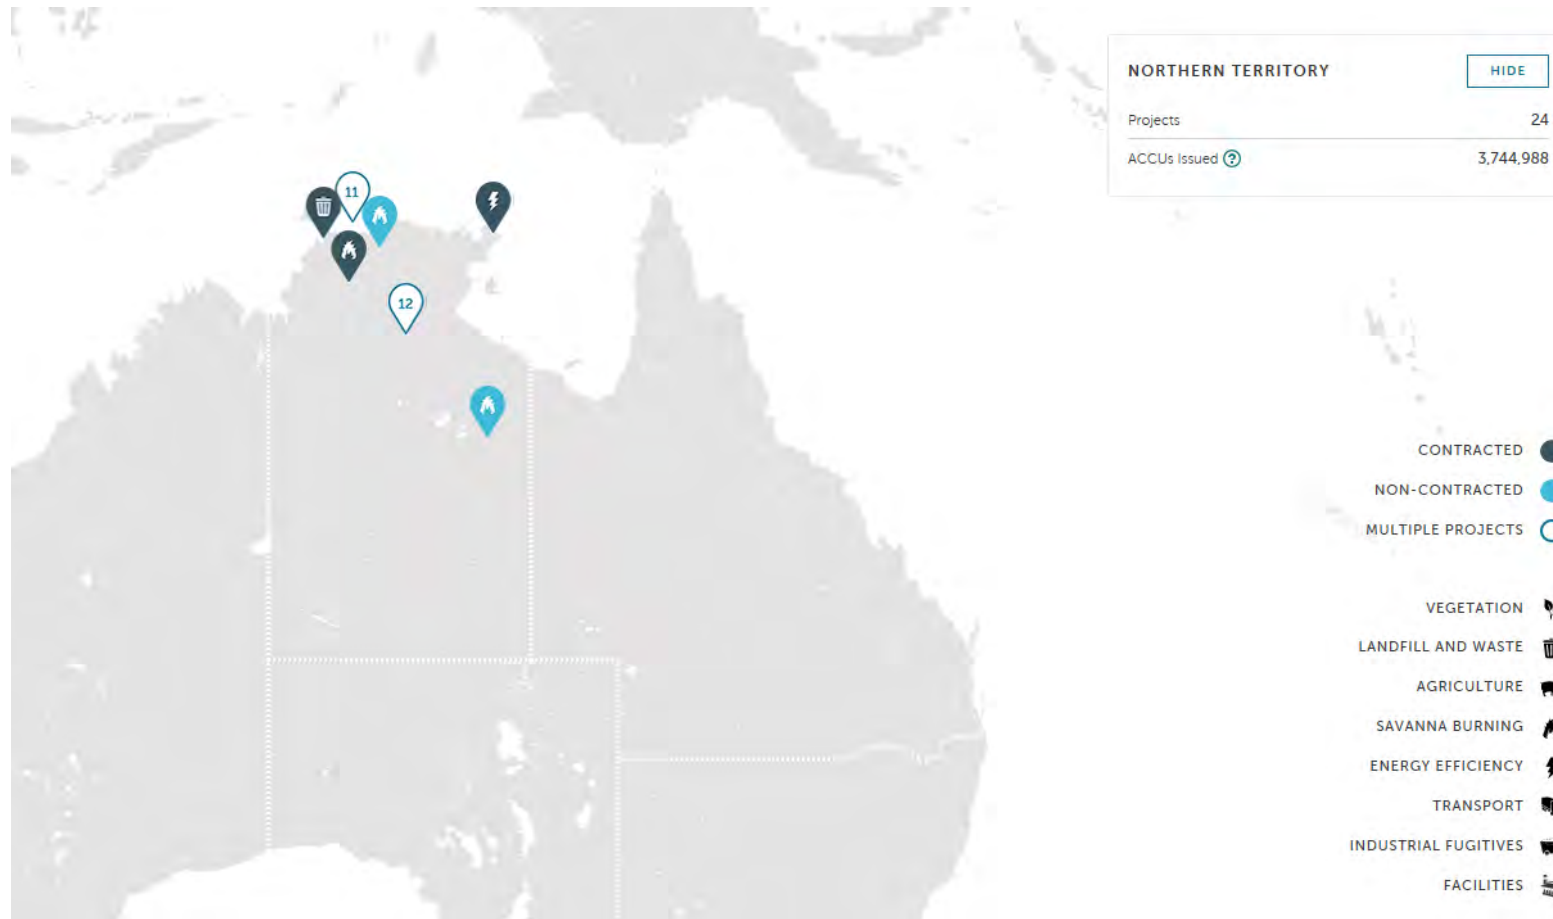 NORTHERN TERRITORY
HIDE
Projects 24
ACCUs Issued ? 3,744,988
11
12
CONTRACTED
NON-CONTRACTED
MULTIPLE PROJECTS
VEGETATION
LANDFILL AND WASTE
AGRICULTURE
SAVANNA BURNING
ENERGY EFFICIENCY
TRANSPORT
INDUSTRIAL FUGITIVES
FACILITIES